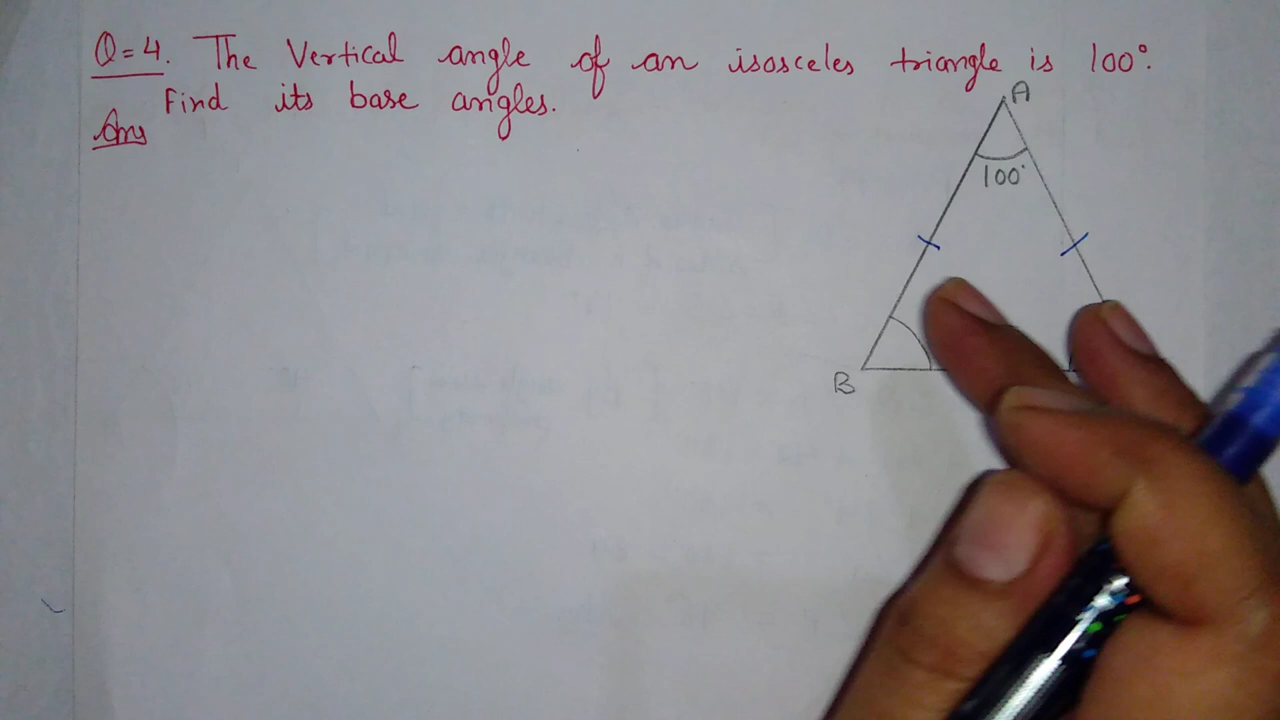 Q=4. The Vertical angle of an isosceles triangle is 100°.
Find its base angles.
Ans
A
100°
B